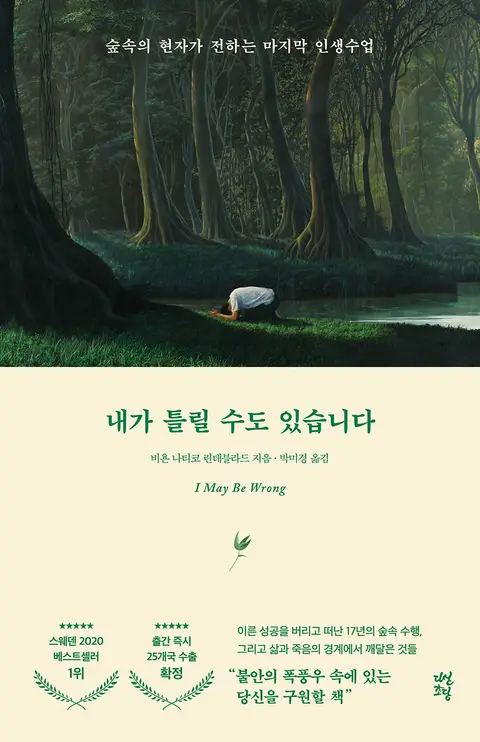 숲속의 현자가 전하는 마지막 인생수업
내가 틀릴 수도 있습니다
비욘 나티코 린데블라드 지음 · 박미경 옮김
I May Be Wrong
★★★★★
스웨덴 2020
베스트셀러
1위
★★★★★
출간 즉시
25개국 수출
확정
이른 성공을 버리고 떠난 17년의 숲속 수행,
그리고 삶과 죽음의 경계에서 깨달은 것들
“불안의 폭풍우 속에 있는
당신을 구원할 책”
다산
초당